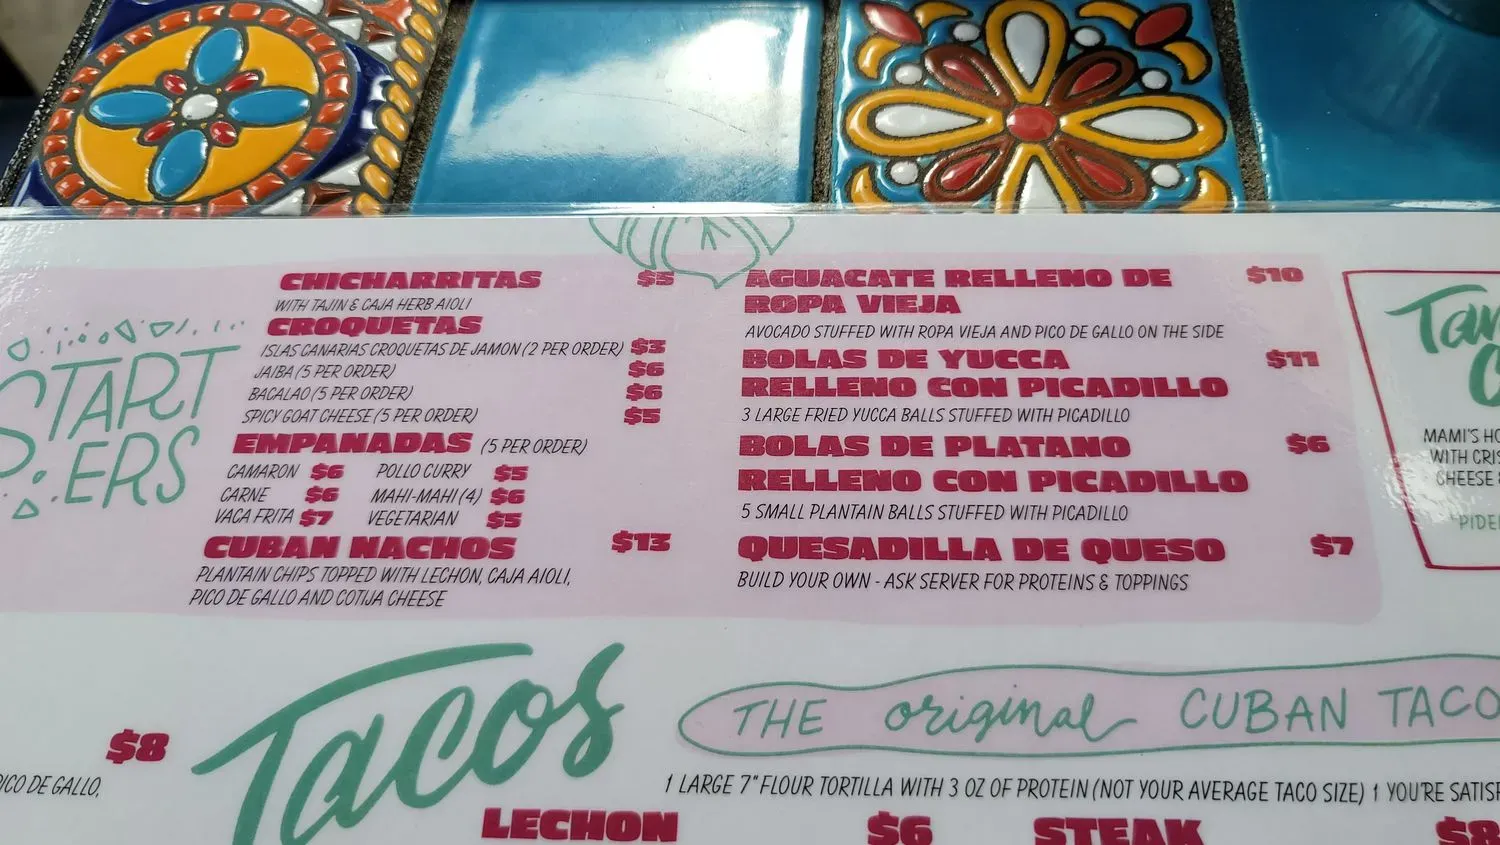 START
ERS
CHICHARRITAS $5
WITH TAJIN & CAJA HERB AIOLI
CROQUETAS
ISLAS CANARIAS CROQUETAS DE JAMON (2 PER ORDER) $3
JAIBA (5 PER ORDER) $6
BACALAO (5 PER ORDER) $6
SPICY GOAT CHEESE (5 PER ORDER) $5
EMPANADAS (5 PER ORDER)
CAMARON $6 POLLO CURRY $5
CARNE $6 MAHI-MAHI (4) $6
VACA FRITA $7 VEGETARIAN $5
CUBAN NACHOS $13
PLANTAIN CHIPS TOPPED WITH LECHON, CAJA AIOLI,
PICO DE GALLO AND COTIJA CHEESE
AGUACATE RELLENO DE $10
ROPA VIEJA
AVOCADO STUFFED WITH ROPA VIEJA AND PICO DE GALLO ON THE SIDE
BOLAS DE YUCCA $11
RELLENO CON PICADILLO
3 LARGE FRIED YUCCA BALLS STUFFED WITH PICADILLO
BOLAS DE PLATANO $6
RELLENO CON PICADILLO
5 SMALL PLANTAIN BALLS STUFFED WITH PICADILLO
QUESADILLA DE QUESO $7
BUILD YOUR OWN - ASK SERVER FOR PROTEINS & TOPPINGS
MAMI'S
WITH
CHEESE
$8
PICO DE GALLO,
Tacos
THE original CUBAN TACO
1 LARGE 7" FLOUR TORTILLA WITH 3 OZ OF PROTEIN (NOT YOUR AVERAGE TACO SIZE) 1 YOU'RE
LECHON $6 STEAK $8